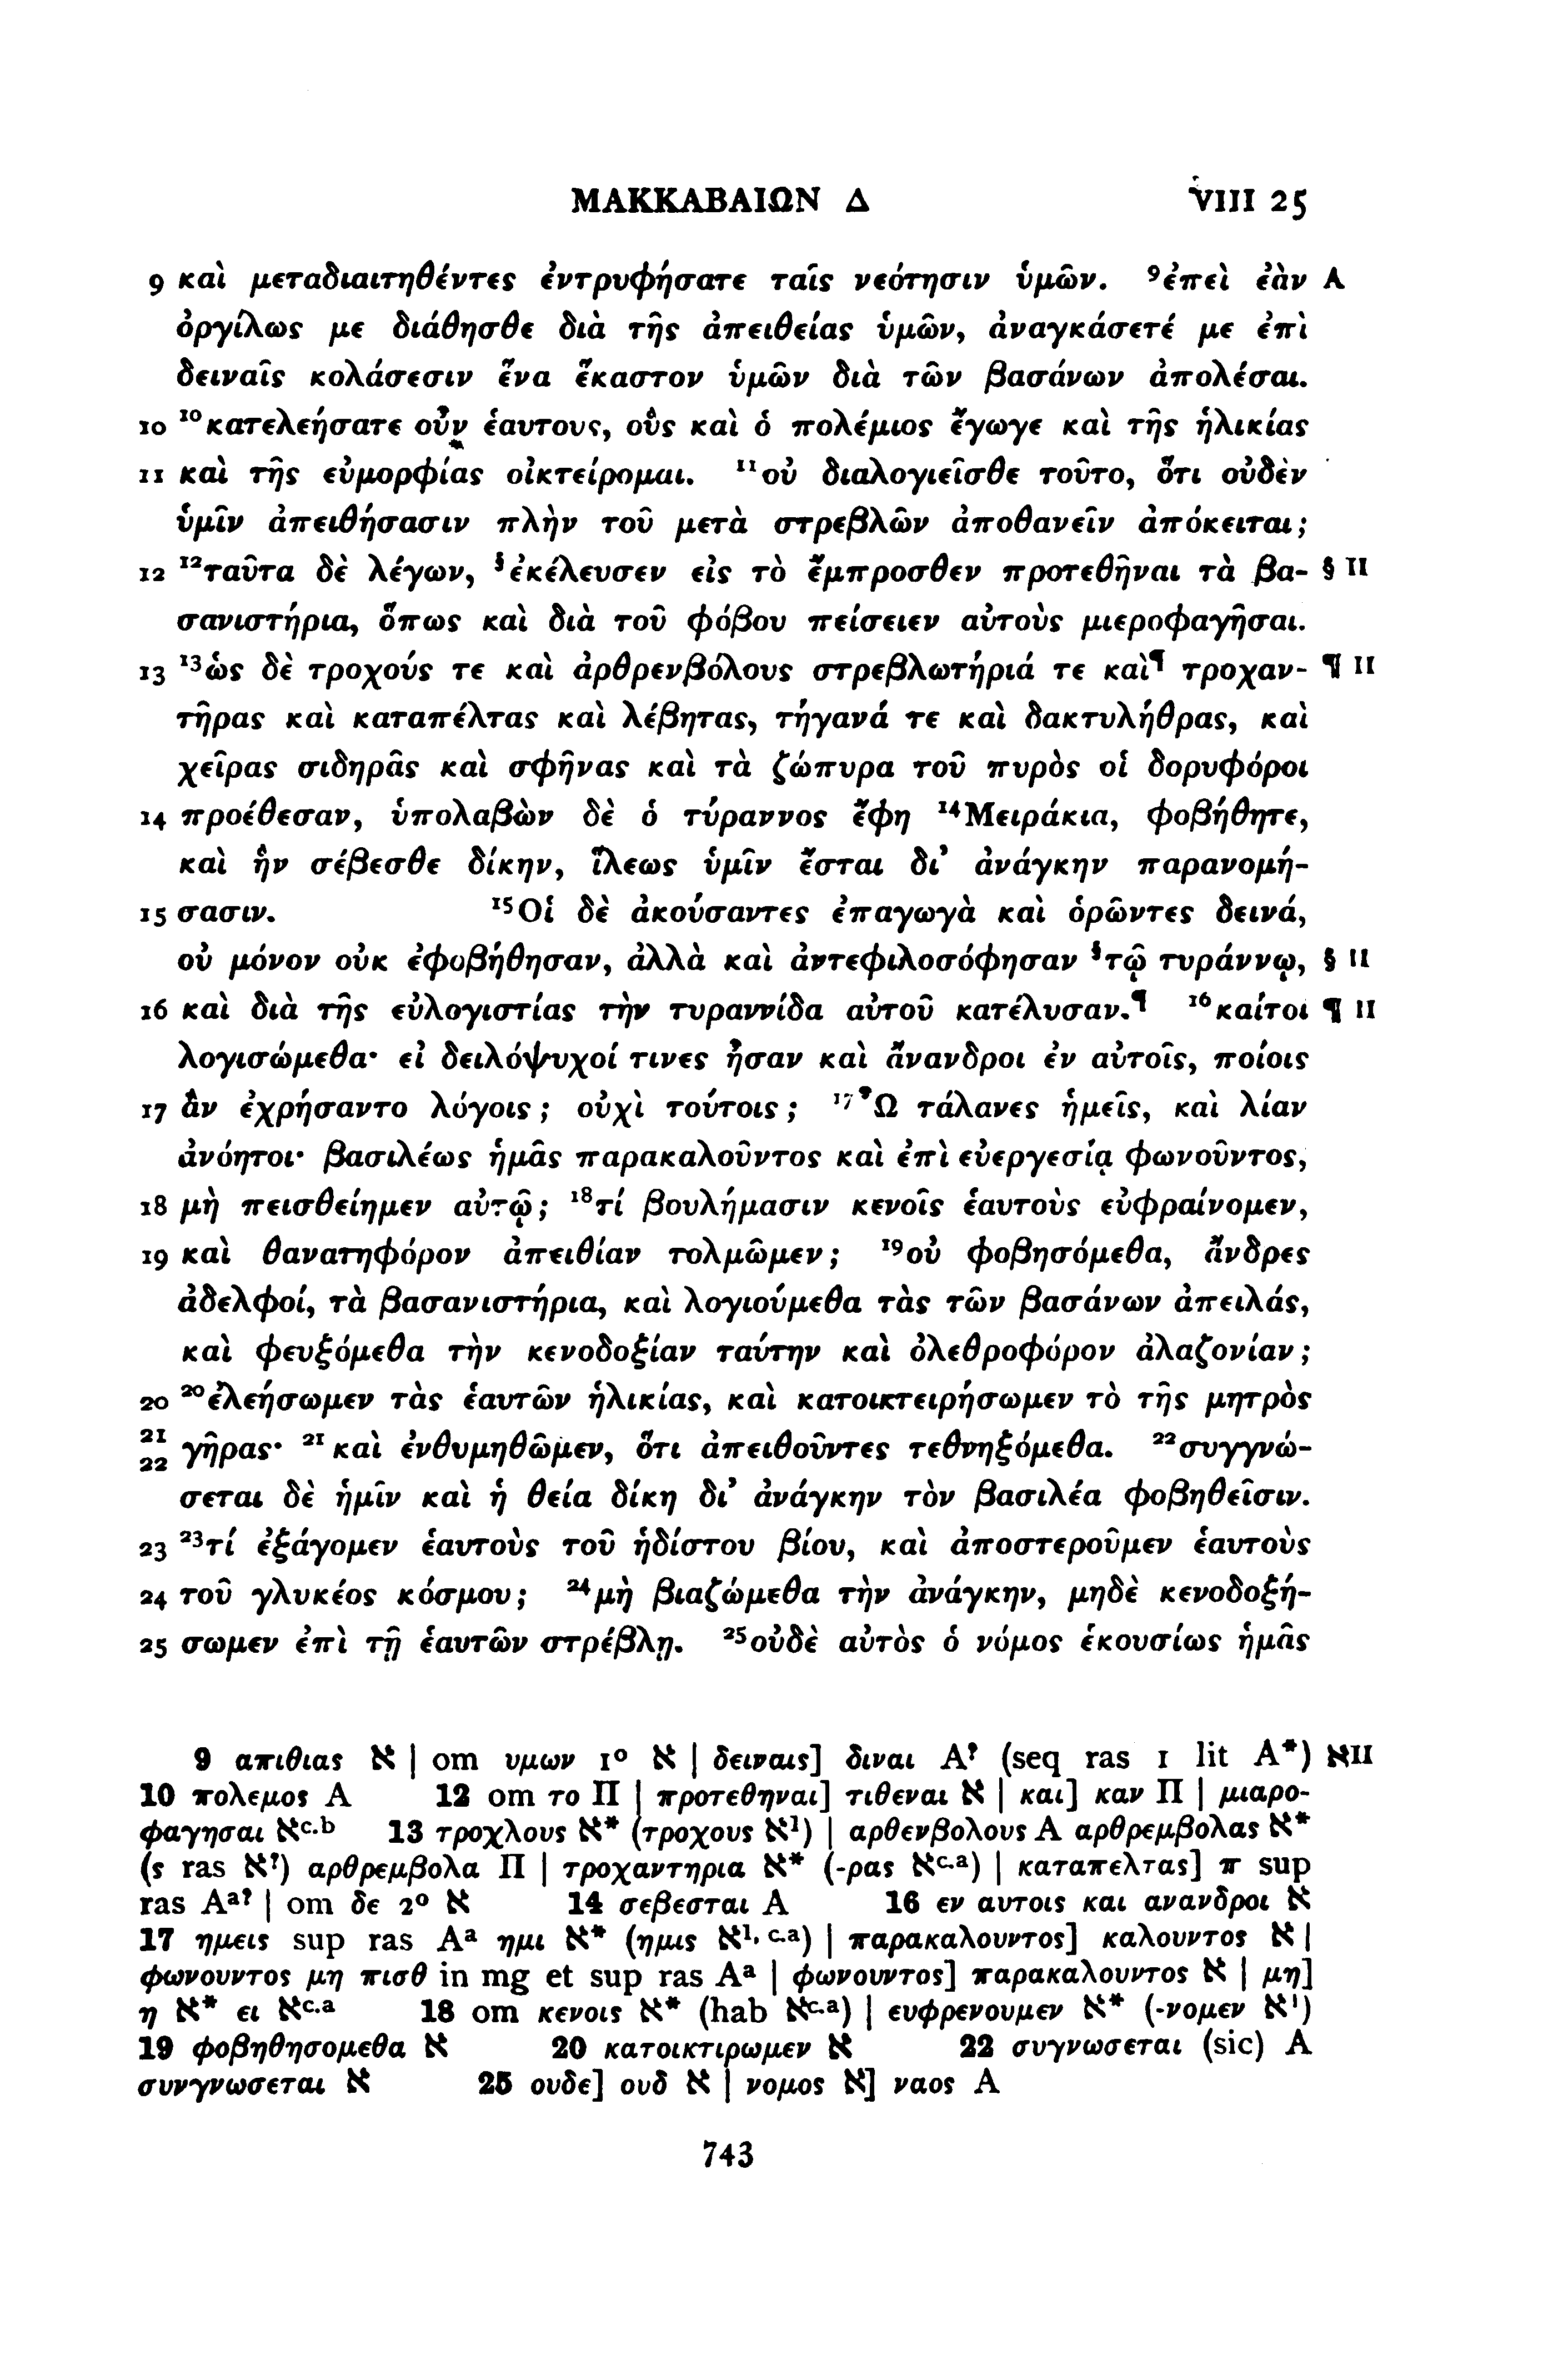 ΜΑΚΚΑΒΑΙΩΝ Δ VIII 25
9 καὶ μεταδιαιτηθέντες ἐντρυφήσατε ταῖς νεότησιν ὑμῶν. ⁹ἐπεὶ ἐὰν A
ὀργίλως με διάθησθε διὰ τῆς ἀπειθείας ὑμῶν, ἀναγκάσετέ με ἐπὶ
δειναῖς κολάσεσιν ἕνα ἕκαστον ὑμῶν διὰ τῶν βασάνων ἀπολέσαι.
10 ¹⁰κατελεήσατε οὖν ἑαυτους, οὓς καὶ ὁ πολέμιος ἔγωγε καὶ τῆς ἡλικίας
11 καὶ τῆς εὐμορφίας οἰκτείρομαι. ¹¹οὐ διαλογιεῖσθε τοῦτο, ὅτι οὐδὲν
ὑμῖν ἀπειθήσασιν πλὴν τοῦ μετὰ στρεβλῶν ἀποθανεῖν ἀπόκειται;
12 ¹²ταῦτα δὲ λέγων, §ἐκέλευσεν εἰς τὸ ἔμπροσθεν προτεθῆναι τὰ βα- § Π
σανιστήρια, ὅπως καὶ διὰ τοῦ φόβου πείσειεν αὐτοὺς μιεροφαγῆσαι.
13 ¹³ὡς δὲ τροχούς τε καὶ ἀρθρενβόλους στρεβλωτήριά τε καὶ¶ τροχαν- ¶ Π
τῆρας καὶ καταπέλτας καὶ λέβητας, τήγανά τε καὶ δακτυλήθρας, καὶ
χεῖρας σιδηρᾶς καὶ σφῆνας καὶ τὰ ζώπυρα τοῦ πυρὸς οἱ δορυφόροι
14 προέθεσαν, ὑπολαβὼν δὲ ὁ τύραννος ἔφη ¹⁴Μειράκια, φοβήθητε,
καὶ ἣν σέβεσθε δίκην, ἵλεως ὑμῖν ἔσται δι’ ἀνάγκην παρανομή-
15 σασιν. ¹⁵Οἱ δὲ ἀκούσαντες ἐπαγωγὰ καὶ ὁρῶντες δεινά,
οὐ μόνον οὐκ ἐφοβήθησαν, ἀλλὰ καὶ ἀντεφιλοσόφησαν §τῷ τυράννῳ, § Π
16 καὶ διὰ τῆς εὐλογιστίας τὴν τυραννίδα αὐτοῦ κατέλυσαν.¶ ¹⁶καίτοι ¶ Π
λογισώμεθα· εἰ δειλόψυχοί τινες ἦσαν καὶ ἄνανδροι ἐν αὐτοῖς, ποίοις
17 ἂν ἐχρήσαντο λόγοις; οὐχὶ τούτοις; ¹⁷Ὦ τάλανες ἡμεῖς, καὶ λίαν
ἀνόητοι· βασιλέως ἡμᾶς παρακαλοῦντος καὶ ἐπὶ εὐεργεσίᾳ φωνοῦντος,
18 μὴ πεισθείημεν αὐτῷ; ¹⁸τί βουλήμασιν κενοῖς ἑαυτοὺς εὐφραίνομεν,
19 καὶ θανατηφόρον ἀπειθίαν τολμῶμεν; ¹⁹οὐ φοβησόμεθα, ἄνδρες
ἀδελφοί, τὰ βασανιστήρια, καὶ λογιούμεθα τὰς τῶν βασάνων ἀπειλάς,
καὶ φευξόμεθα τὴν κενοδοξίαν ταύτην καὶ ὀλεθροφόρον ἀλαζονίαν;
20 ²⁰ἐλεήσωμεν τὰς ἑαυτῶν ἡλικίας, καὶ κατοικτειρήσωμεν τὸ τῆς μητρὸς
21 22 γῆρας· ²¹καὶ ἐνθυμηθῶμεν, ὅτι ἀπειθοῦντες τεθνηξόμεθα. ²²συγγνώ-
σεται δὲ ἡμῖν καὶ ἡ θεία δίκη δι’ ἀνάγκην τὸν βασιλέα φοβηθεῖσιν.
23 ²³τί ἐξάγομεν ἑαυτοὺς τοῦ ἡδίστου βίου, καὶ ἀποστεροῦμεν ἑαυτοὺς
24 τοῦ γλυκέος κόσμου; ²⁴μὴ βιαζώμεθα τὴν ἀνάγκην, μηδὲ κενοδοξή-
25 σωμεν ἐπὶ τῇ ἑαυτῶν στρέβλῃ. ²⁵οὐδὲ αὐτὸς ὁ νόμος ἑκουσίως ἡμᾶς
9 απιθιας א | om υμων 1° א | δειναις] διναι A? (seq ras 1 lit A*) אΠ
10 πολεμος A 12 om το Π | προτεθηναι] τιθεναι א | και] καν Π | μιαρο-
φαγησαι אc.b 13 τροχλους א* (τροχους א1) | αρθενβολους A αρθρεμβολας א*
(s ras א?) αρθρεμβολα Π | τροχαντηρια א* (-ρας אc.a) | καταπελτας] π sup
ras Aa? | om δε 2° א 14 σεβεσται A 16 εν αυτοις και ανανδροι א
17 ημεις sup ras Aa ημι א* (ημις א1, c.a) | παρακαλουντος] καλουντος א |
φωνουντος μη πισθ in mg et sup ras Aa | φωνουντος] παρακαλουντος א | μη]
η א* ει אc.a 18 om κενοις א* (hab אc.a) | ευφρενουμεν א* (-νομεν א1)
19 φοβηθησομεθα א 20 κατοικτιρωμεν א 22 συγνωσεται (sic) A
συνγνωσεται א 25 ουδε] ουδ א | νομος א] ναος A
743